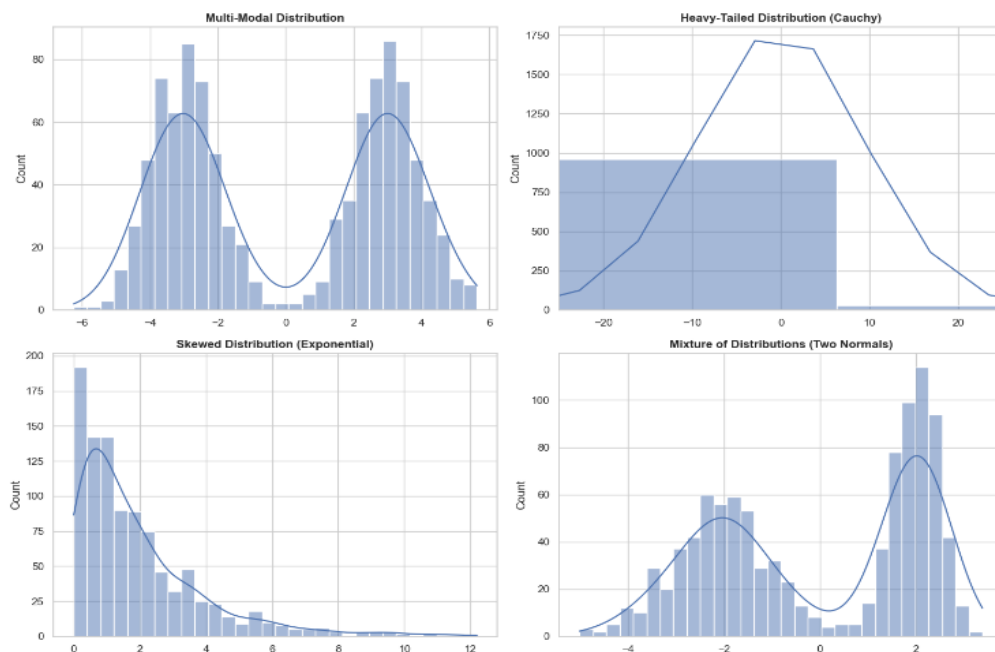 Multi-Modal Distribution
Count
80
60
40
20
0
−6 −4 −2 0 2 4 6
Heavy-Tailed Distribution (Cauchy)
Count
1750
1500
1250
1000
750
500
250
0
−20 −10 0 10 20
Skewed Distribution (Exponential)
Count
200
175
150
125
100
75
50
25
0
0 2 4 6 8 10 12
Mixture of Distributions (Two Normals)
Count
100
80
60
40
20
0
−4 −2 0 2